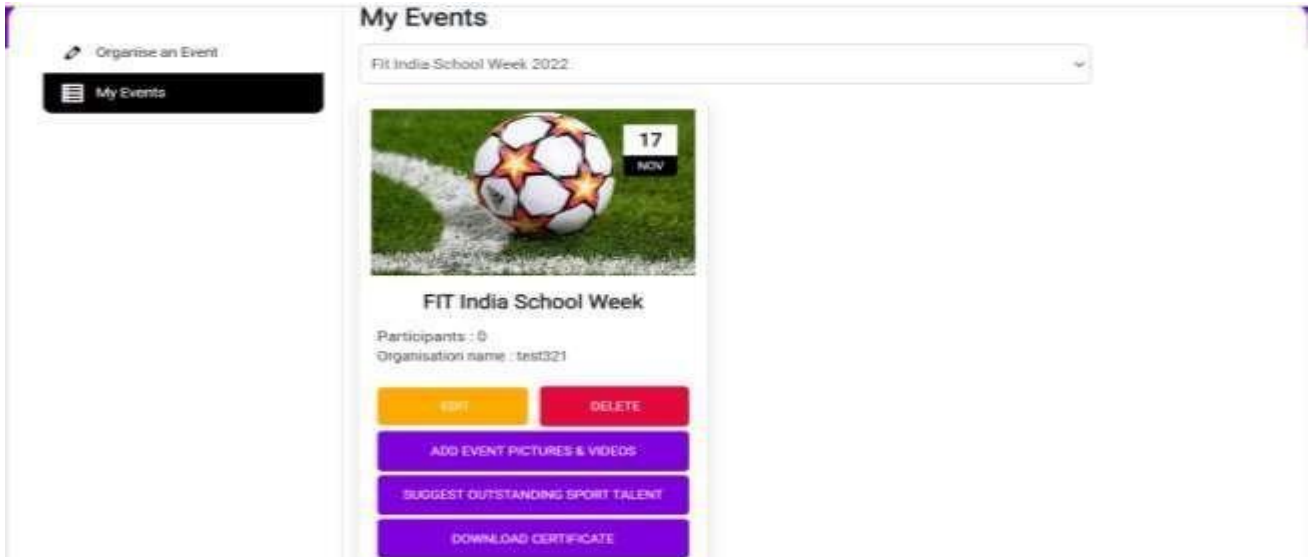 My Events
Organise an Event
Fit India School Week 2022
My Events
17
NOV
FIT India School Week
Participants : 0
Organisation name : test321
EDIT
DELETE
ADD EVENT PICTURES & VIDEOS
SUGGEST OUTSTANDING SPORT TALENT
DOWNLOAD CERTIFICATE